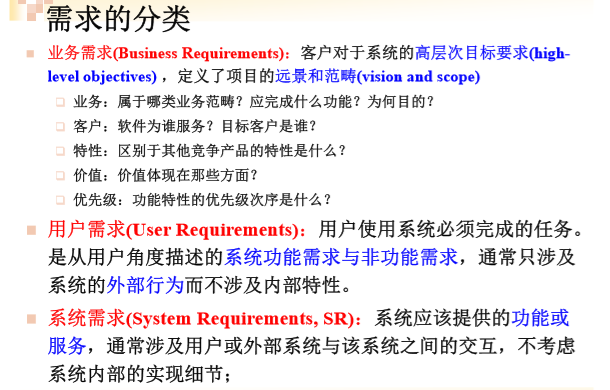 需求的分类
业务需求(Business Requirements)：客户对于系统的高层次目标要求(high-
level objectives) ，定义了项目的远景和范畴(vision and scope)
业务：属于哪类业务范畴？应完成什么功能？为何目的？
客户：软件为谁服务？目标客户是谁？
特性：区别于其他竞争产品的特性是什么？
价值：价值体现在那些方面？
优先级：功能特性的优先级次序是什么？
用户需求(User Requirements)：用户使用系统必须完成的任务。
是从用户角度描述的系统功能需求与非功能需求，通常只涉及
系统的外部行为而不涉及内部特性。
系统需求(System Requirements, SR)：系统应该提供的功能或
服务，通常涉及用户或外部系统与该系统之间的交互，不考虑
系统内部的实现细节；